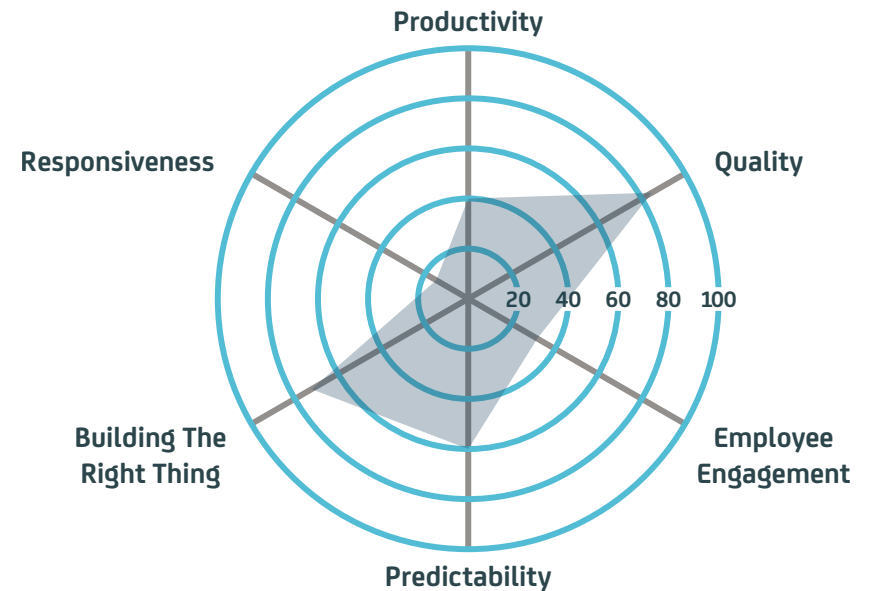 Productivity
Responsiveness
Quality
20 40 60 80 100
Building The
Right Thing
Employee
Engagement
Predictability